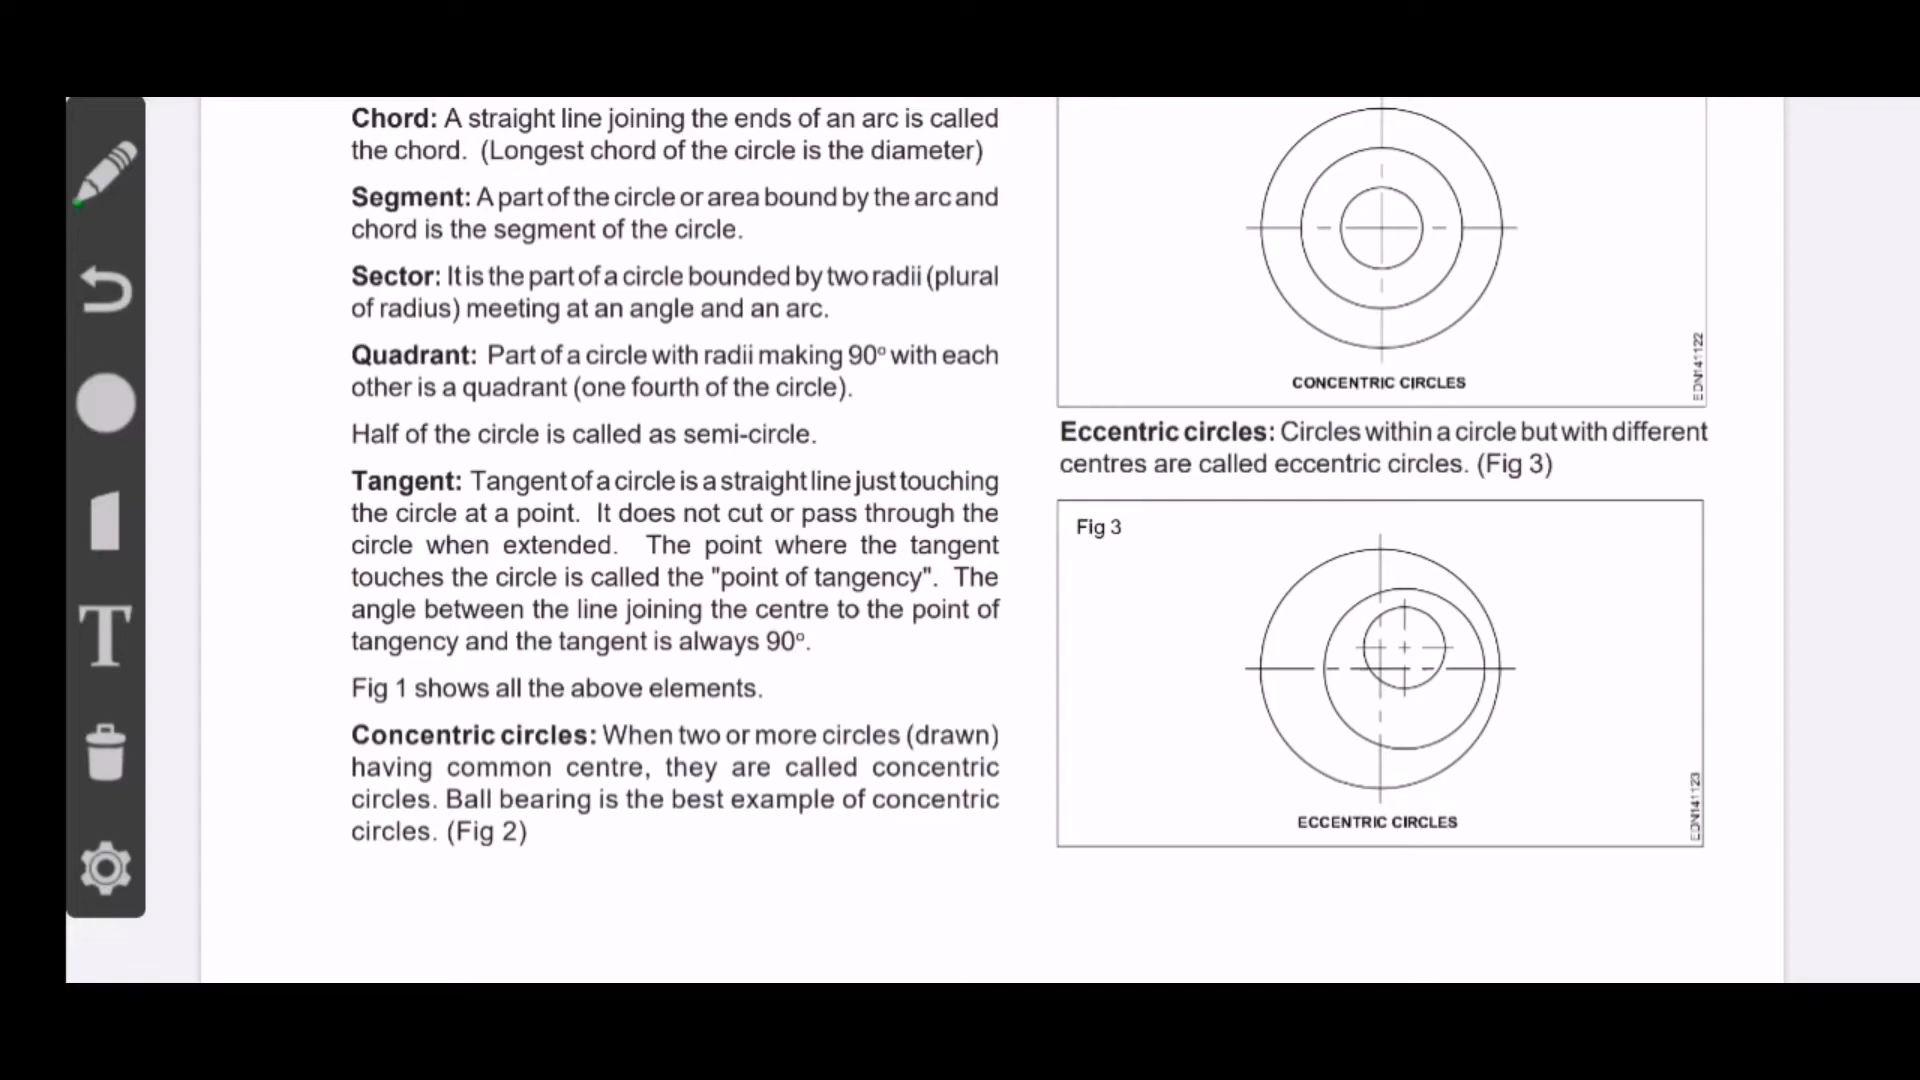 Chord: A straight line joining the ends of an arc is called
the chord. (Longest chord of the circle is the diameter)
Segment: A part of the circle or area bound by the arc and
chord is the segment of the circle.
Sector: It is the part of a circle bounded by two radii (plural
of radius) meeting at an angle and an arc.
Quadrant: Part of a circle with radii making 90º with each
other is a quadrant (one fourth of the circle).
Half of the circle is called as semi-circle.
Tangent: Tangent of a circle is a straight line just touching
the circle at a point. It does not cut or pass through the
circle when extended. The point where the tangent
touches the circle is called the "point of tangency". The
angle between the line joining the centre to the point of
tangency and the tangent is always 90º.
Fig 1 shows all the above elements.
Concentric circles: When two or more circles (drawn)
having common centre, they are called concentric
circles. Ball bearing is the best example of concentric
circles. (Fig 2)
CONCENTRIC CIRCLES
EDN141122
Eccentric circles: Circles within a circle but with different
centres are called eccentric circles. (Fig 3)
Fig 3
ECCENTRIC CIRCLES
EDN141123
T